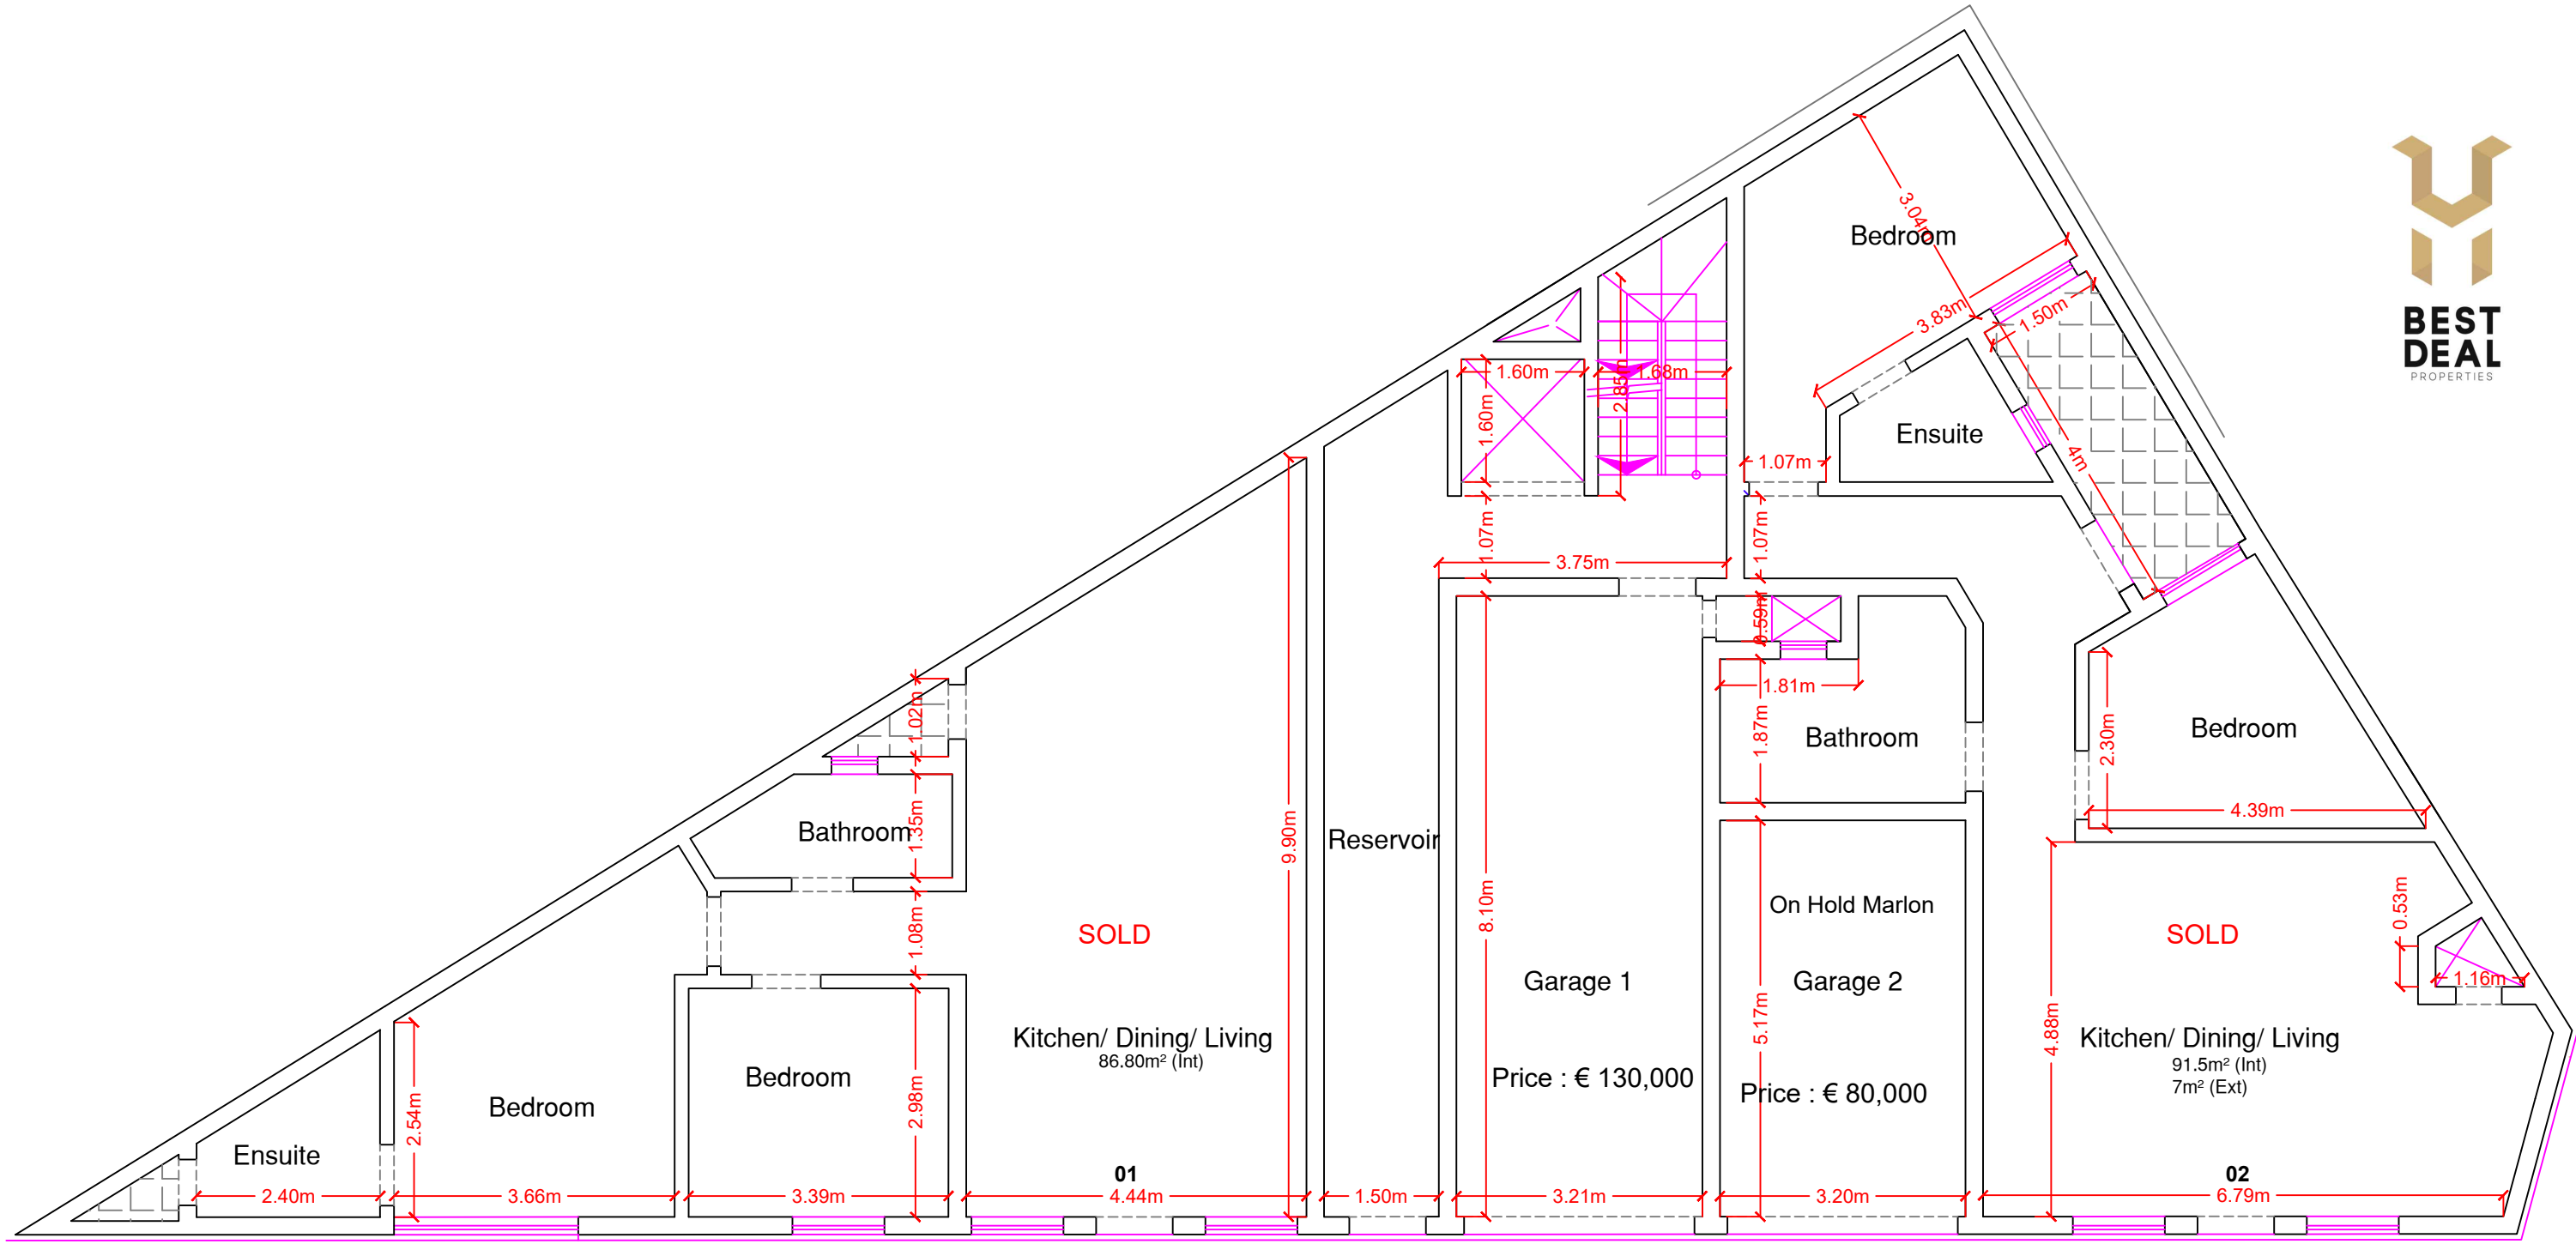 BEST
DEAL
PROPERTIES
3.04m
Bedroom
3.83m
1.50m
1.60m
1.68m
2.85m
1.60m
Ensuite
4m
1.07m
1.07m
1.07m
3.75m
0.59m
1.81m
1.02m
1.87m
Bathroom
Bedroom
2.30m
4.39m
Bathroom
1.35m
9.90m
Reservoir
8.10m
On Hold Marlon
0.53m
1.08m
SOLD
SOLD
Garage 1
Garage 2
1.16m
5.17m
4.88m
Kitchen/ Dining/ Living
86.80m² (Int)
Kitchen/ Dining/ Living
91.5m² (Int)
7m² (Ext)
Bedroom
Price : € 130,000
Price : € 80,000
Bedroom
2.54m
2.98m
Ensuite
01
02
2.40m
3.66m
3.39m
4.44m
1.50m
3.21m
3.20m
6.79m